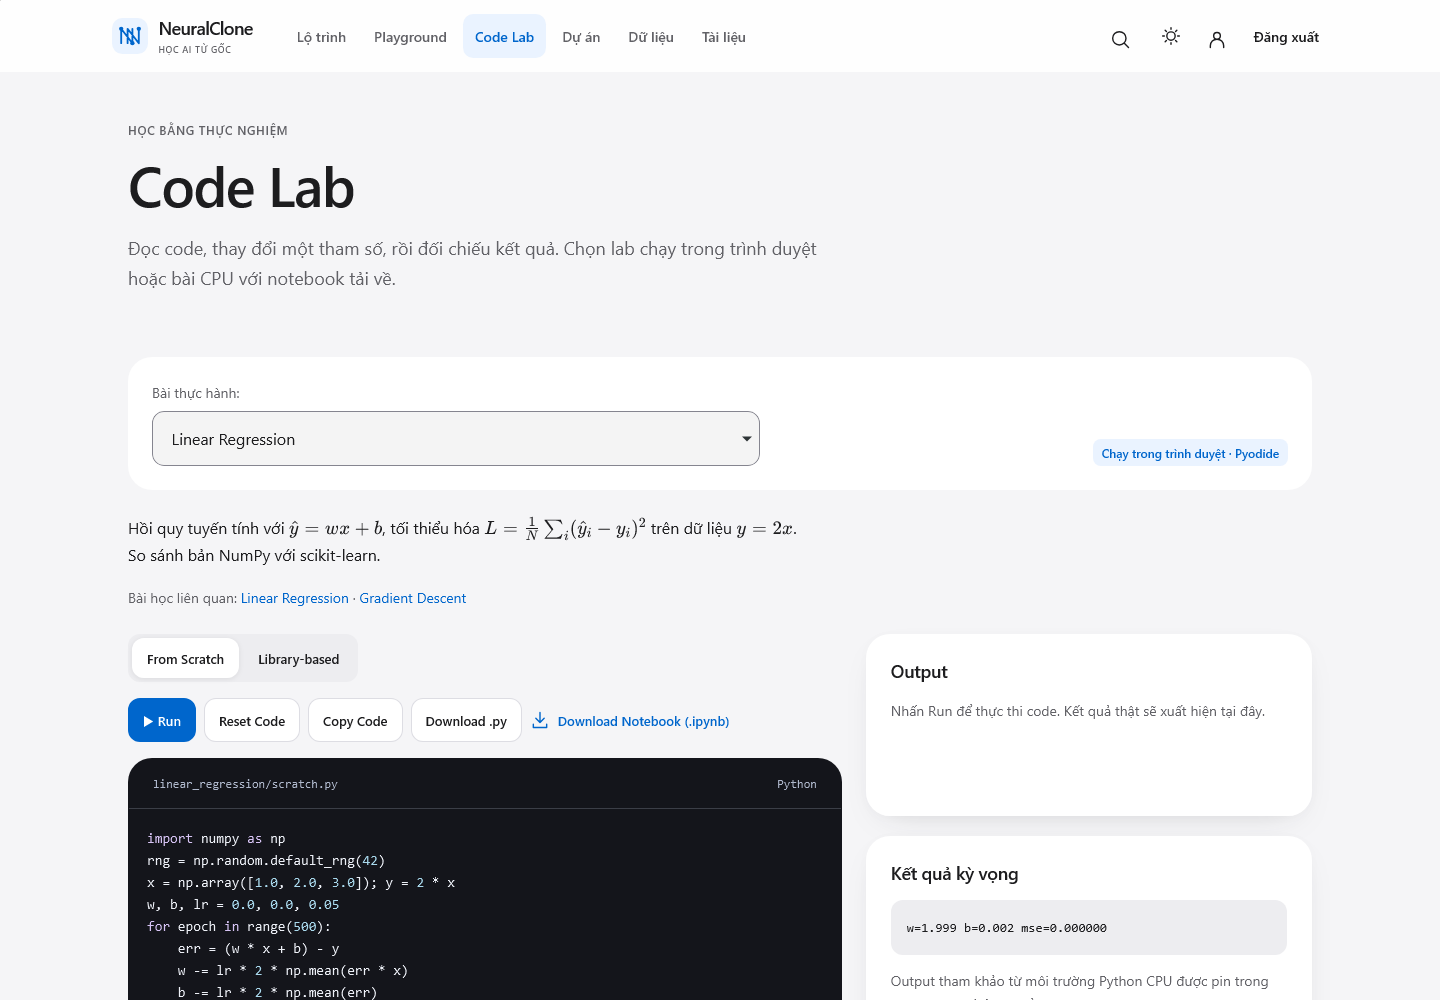 NeuralClone
HỌC AI TỪ GỐC
Lộ trình
Playground
Code Lab
Dự án
Dữ liệu
Tài liệu
Đăng xuất
HỌC BẰNG THỰC NGHIỆM
Code Lab
Đọc code, thay đổi một tham số, rồi đối chiếu kết quả. Chọn lab chạy trong trình duyệt
hoặc bài CPU với notebook tải về.
Bài thực hành:
Linear Regression
Chạy trong trình duyệt · Pyodide
Hồi quy tuyến tính với ŷ = wx + b, tối thiểu hóa L = 1/N ∑ᵢ(ŷᵢ − yᵢ)² trên dữ liệu y = 2x.
So sánh bản NumPy với scikit-learn.
Bài học liên quan: Linear Regression · Gradient Descent
From Scratch
Library-based
▶ Run
Reset Code
Copy Code
Download .py
Download Notebook (.ipynb)
linear_regression/scratch.py
Python
import numpy as np
rng = np.random.default_rng(42)
x = np.array([1.0, 2.0, 3.0]); y = 2 * x
w, b, lr = 0.0, 0.0, 0.05
for epoch in range(500):
    err = (w * x + b) - y
    w -= lr * 2 * np.mean(err * x)
    b -= lr * 2 * np.mean(err)
Output
Nhấn Run để thực thi code. Kết quả thật sẽ xuất hiện tại đây.
Kết quả kỳ vọng
w=1.999 b=0.002 mse=0.000000
Output tham khảo từ môi trường Python CPU được pin trong